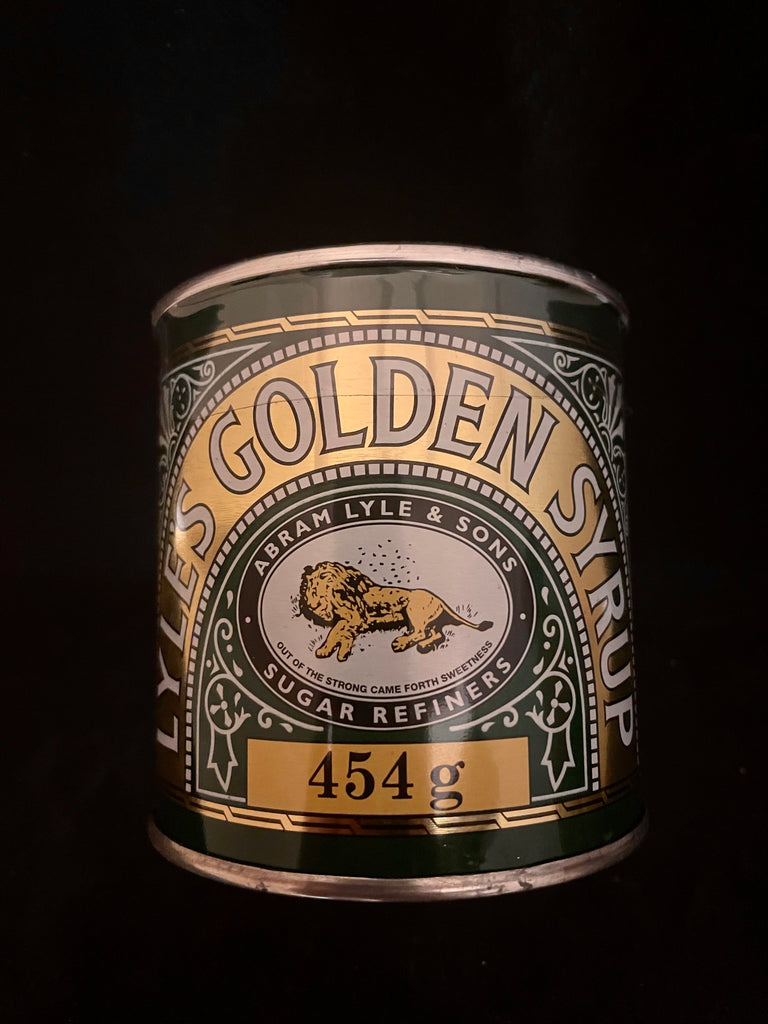 LYLE'S GOLDEN SYRUP
ABRAM LYLE & SONS
OUT OF THE STRONG CAME FORTH SWEETNESS
SUGAR REFINERS
454 g